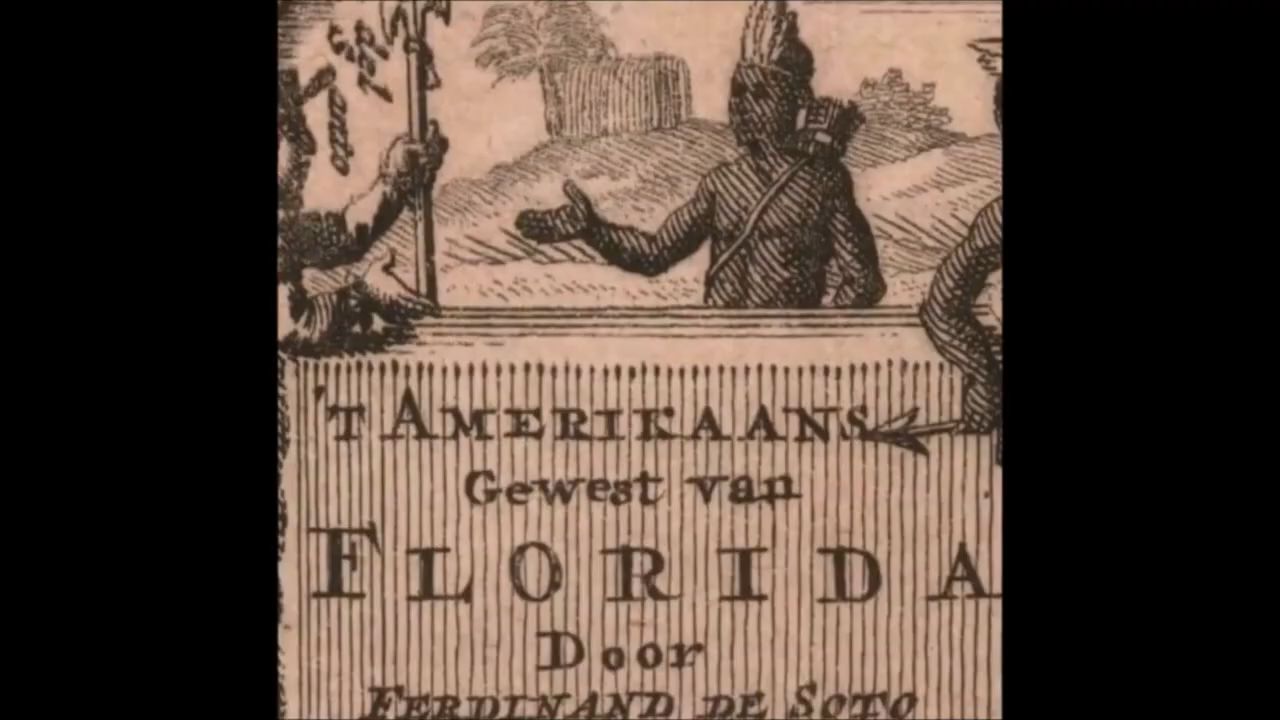 'T AMERIKAANS
Gewest van
FLORIDA
Door
FERDINAND DE SOTO